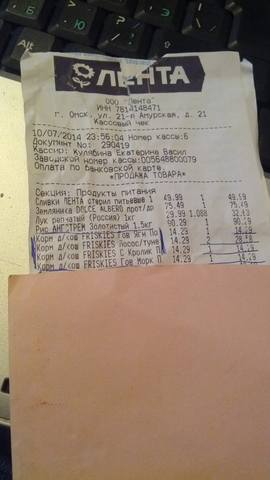 ЛЕНТА
ООО "Лента"
ИНН 7814148471
г. Омск, ул. 21-я Амурская, д. 21
Кассовый чек
10/07/2014 23:56:04 Номер кассы:6
Документ No: 290419
Кассир: Кулябина Екатерина Васил
Заводской номер кассы:005648800079
Оплата по банковской карте
*ПРОДАЖА ТОВАРА*
Секция: Продукты питания
Сливки ЛЕНТА стерил питьевые 1 49.99 1 49.99
Земляника DOLCE ALBERO прот/до 75.49 1 75.49
Лук репчатый (Россия) 1кг 29.99 1.088 32.63
Рис АНГСТРЕМ Золотистый 1.5кг 90.29 1 90.29
Корм д/кош FRISKIES Гов Ягн По 14.29 1 14.29
Корм д/кош FRISKIES Лосос/туне 14.29 2 28.58
Корм д/кош FRISKIES С Кролик П 14.29 1 14.29
Корм д/кош FRISKIES Гов Морк П 14.29 1 14.29